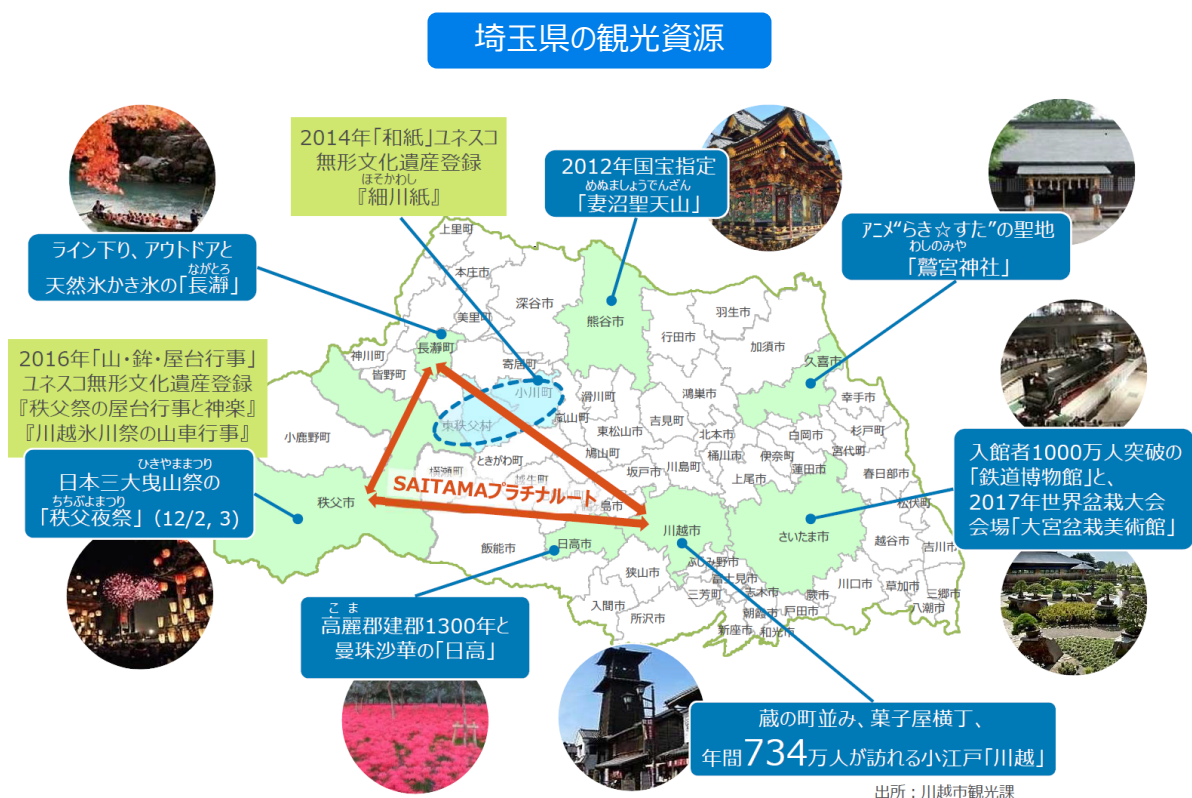 埼玉県の観光資源
2014年「和紙」ユネスコ
無形文化遺産登録
ほそかわし
『細川紙』
2012年国宝指定
めぬましょうでんざん
「妻沼聖天山」
アニメ“らき☆すた”の聖地
わしのみや
「鷲宮神社」
ライン下り、アウトドアと
ながとろ
天然氷かき氷の「長瀞」
2016年「山・鉾・屋台行事」
ユネスコ無形文化遺産登録
『秩父祭の屋台行事と神楽』
『川越氷川祭の山車行事』
ひきやままつり
日本三大曳山祭の
ちちぶよまつり
「秩父夜祭」(12/2, 3)
入館者1000万人突破の
「鉄道博物館」と、
2017年世界盆栽大会
会場「大宮盆栽美術館」
こま
高麗郡建郡1300年と
曼珠沙華の「日高」
蔵の町並み、菓子屋横丁、
年間734万人が訪れる小江戸「川越」
出所：川越市観光課
SAITAMAプラチナルート
上里町
本庄市
深谷市
美里町
神川町
長瀞町
皆野町
寄居町
小川町
熊谷市
行田市
羽生市
加須市
久喜市
幸手市
小鹿野町
東秩父村
嵐山町
滑川町
東松山市
吉見町
鴻巣市
北本市
桶川市
伊奈町
白岡市
宮代町
杉戸町
ときがわ町
鳩山町
坂戸市
川島町
上尾市
蓮田市
春日部市
横瀬町
秩父市
島市
松伏町
飯能市
日高市
川越市
さいたま市
越谷市
吉川市
狭山市
ふじみ野市
富士見市
三芳町
志木市
川口市
草加市
三郷市
八潮市
入間市
所沢市
朝霞市
新座市
和光市
戸田市
蕨市